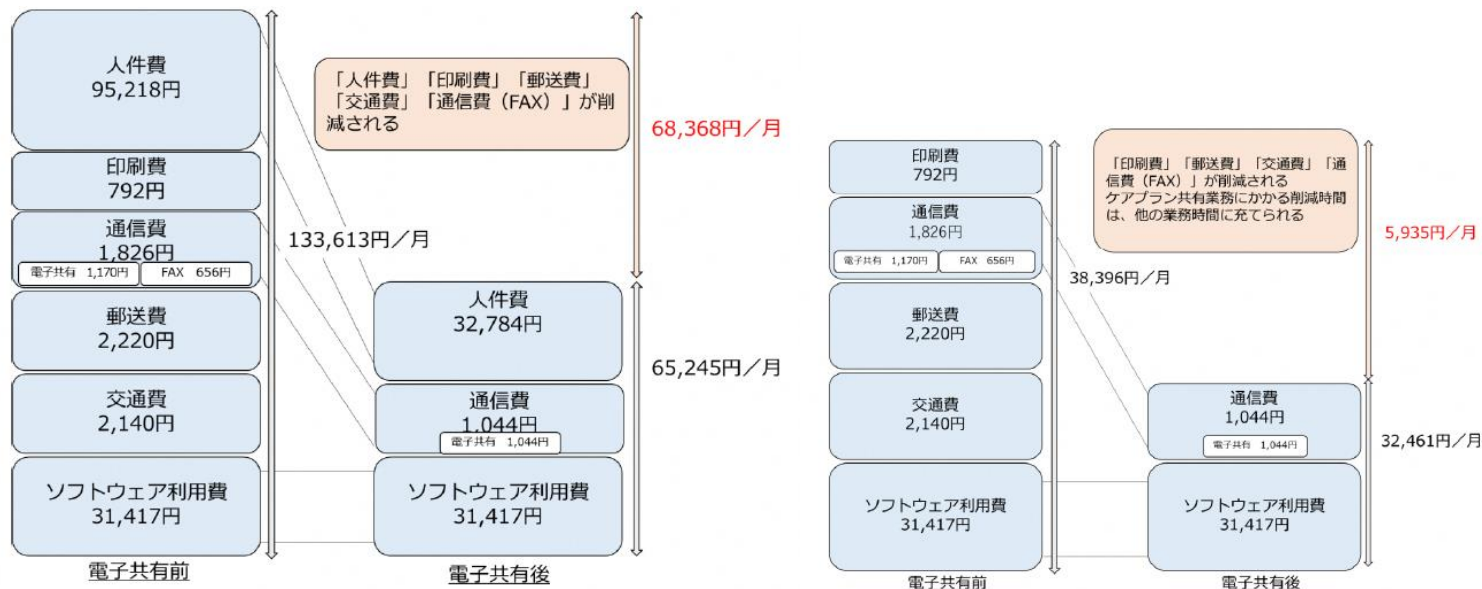 人件費
95,218円
印刷費
792円
通信費
1,826円
電子共有 1,170円
FAX 656円
郵送費
2,220円
交通費
2,140円
ソフトウェア利用費
31,417円
電子共有前
133,613円／月
「人件費」「印刷費」「郵送費」
「交通費」「通信費（FAX）」が削
減される
68,368円／月
人件費
32,784円
通信費
1,044円
電子共有 1,044円
ソフトウェア利用費
31,417円
電子共有後
65,245円／月
印刷費
792円
通信費
1,826円
電子共有 1,170円
FAX 656円
郵送費
2,220円
交通費
2,140円
ソフトウェア利用費
31,417円
電子共有前
38,396円／月
「印刷費」「郵送費」「交通費」「通
信費（FAX）」が削減される
ケアプラン共有業務にかかる削減時間
は、他の業務時間に充てられる
5,935円／月
通信費
1,044円
電子共有 1,044円
ソフトウェア利用費
31,417円
電子共有後
32,461円／月